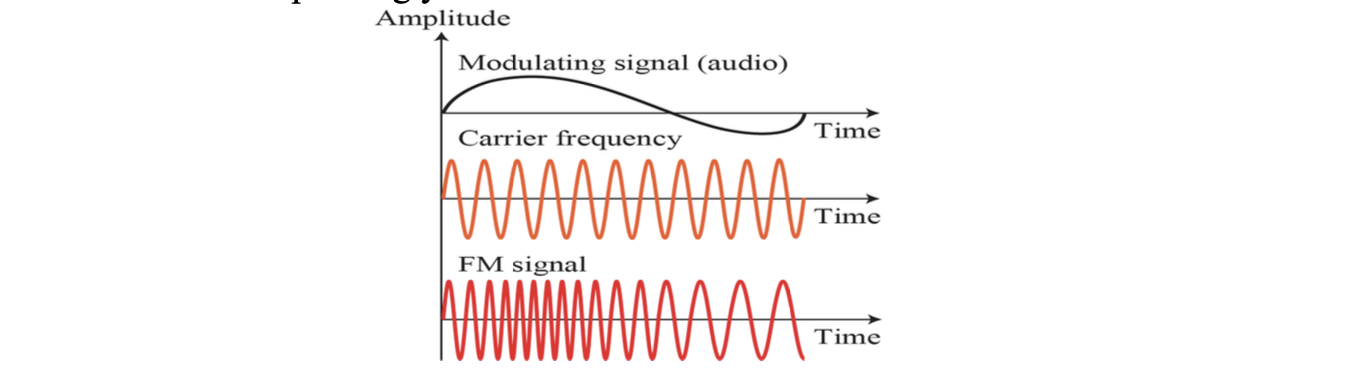 Amplitude
Modulating signal (audio)
Time
Carrier frequency
Time
FM signal
Time